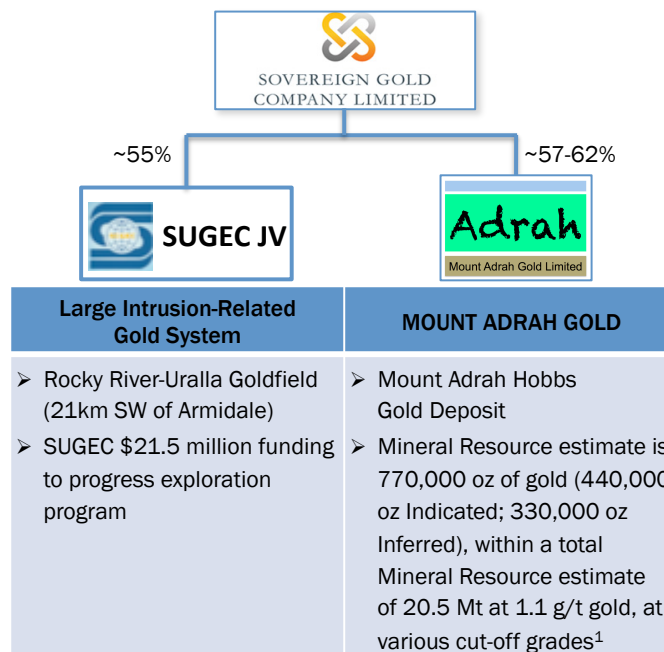 SOVEREIGN GOLD
COMPANY LIMITED
~55%
~57-62%
SUGEC JV
Adrah
Mount Adrah Gold Limited
Large Intrusion-Related
Gold System
MOUNT ADRAH GOLD
➢ Rocky River-Uralla Goldfield
(21km SW of Armidale)
➢ SUGEC $21.5 million funding
to progress exploration
program
➢ Mount Adrah Hobbs
Gold Deposit
➢ Mineral Resource estimate is
770,000 oz of gold (440,000
oz Indicated; 330,000 oz
Inferred), within a total
Mineral Resource estimate
of 20.5 Mt at 1.1 g/t gold, at
various cut-off grades¹